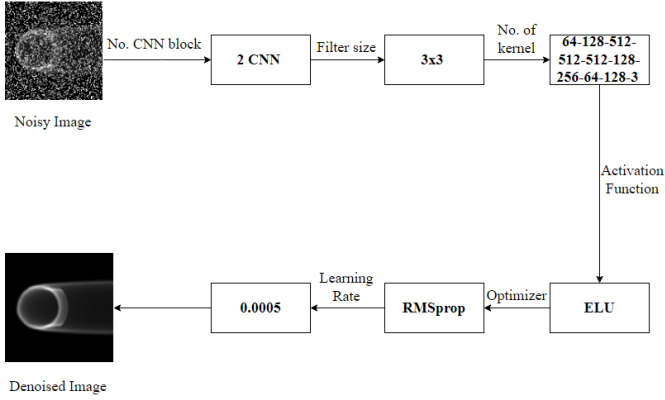 No. CNN block
2 CNN
Filter size
3x3
No. of
kernel
64-128-512-
512-512-128-
256-64-128-3
Noisy Image
Activation
Function
ELU
Optimizer
RMSprop
Learning
Rate
0.0005
Denoised Image